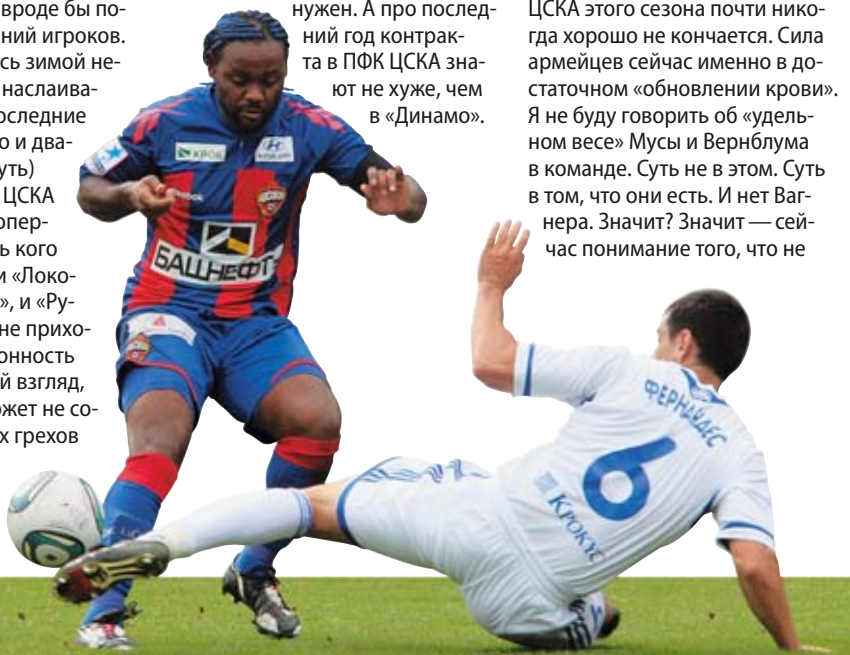 вроде бы по-
ний игроков.
сь зимой не-
наслаива-
оследние
о и два-
уть)
ЦСКА
опер-
ь кого
и «Локо-
», и «Ру-
не прихо-
онность
й взгляд,
ожет не со-
х грехов
нужен. А про послед-
ний год контрак-
та в ПФК ЦСКА зна-
ют не хуже, чем
в «Динамо».
ЦСКА этого сезона почти нико-
гда хорошо не кончается. Сила
армейцев сейчас именно в до-
статочном «обновлении крови».
Я не буду говорить об «удель-
ном весе» Мусы и Вернблума
в команде. Суть не в этом. Суть
в том, что они есть. И нет Ваг-
нера. Значит? Значит — сей-
час понимание того, что не
БАШНЕФТЬ
ФЕРНАНДЕС
6
КРОКУС